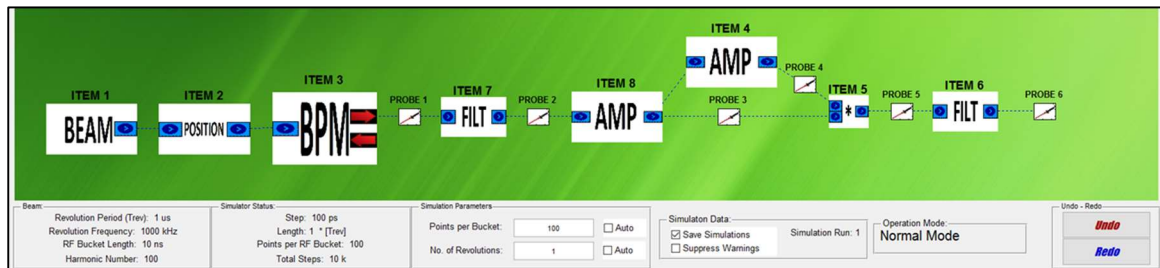 ITEM 4
AMP
PROBE 4
ITEM 3
BPM
ITEM 1
BEAM
ITEM 2
POSITION
PROBE 1
ITEM 7
FILT
PROBE 2
ITEM 8
AMP
PROBE 3
ITEM 5
*
PROBE 5
ITEM 6
FILT
PROBE 6
Beam:
Revolution Period (Trev): 1 us
Revolution Frequency: 1000 kHz
RF Bucket Length: 10 ns
Harmonic Number: 100
Simulator Status:
Step: 100 ps
Length: 1 * [Trev]
Points per RF Bucket: 100
Total Steps: 10 k
Simulation Parameters
Points per Bucket: 100 Auto
No. of Revolutions: 1 Auto
Simulaton Data:
Save Simulations
Suppress Warnings
Simulation Run: 1
Operation Mode:
Normal Mode
Undo - Redo
Undo
Redo